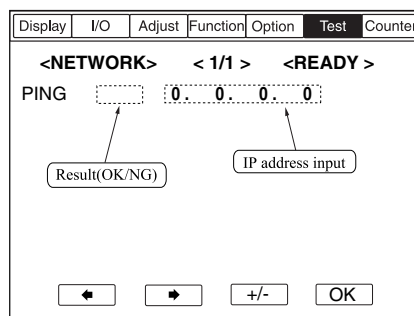 Display I/O Adjust Function Option Test Counter
<NETWORK> < 1/1 > <READY >
PING 0. 0. 0. 0
IP address input
Result(OK/NG)
+/- OK